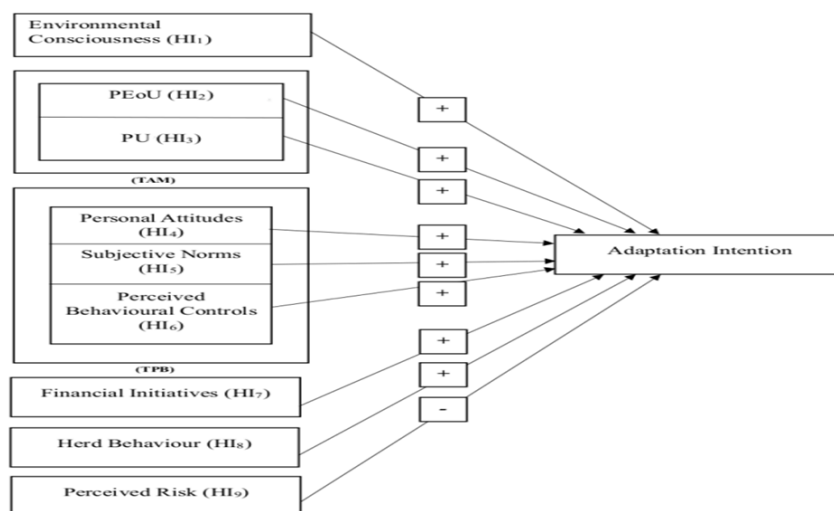 Environmental
Consciousness (HI₁)
+
PEoU (HI₂)
PU (HI₃)
+
+
(TAM)
Personal Attitudes
(HI₄)
+
Subjective Norms
(HI₅)
+
Adaptation Intention
Perceived
Behavioural Controls
(HI₆)
+
(TPB)
Financial Initiatives (HI₇)
+
+
Herd Behaviour (HI₈)
-
Perceived Risk (HI₉)